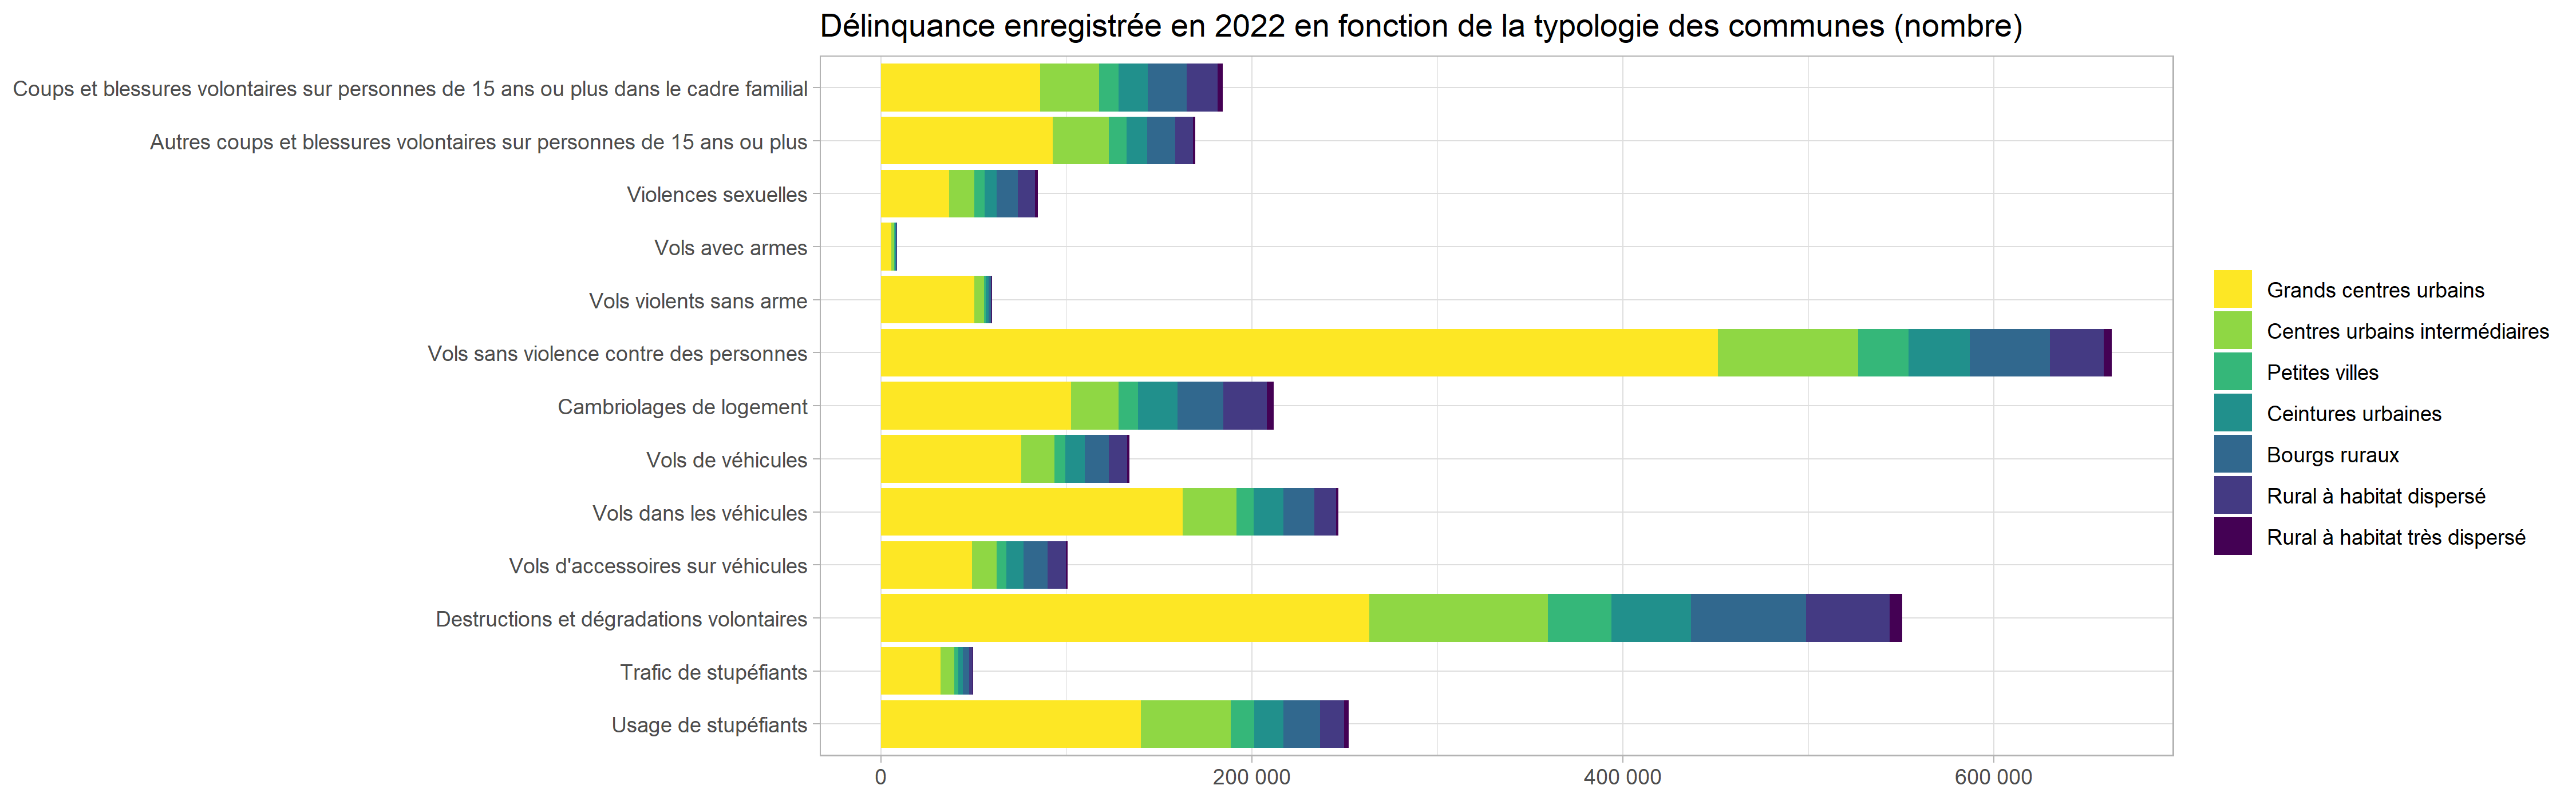 Délinquance enregistrée en 2022 en fonction de la typologie des communes (nombre)
Coups et blessures volontaires sur personnes de 15 ans ou plus dans le cadre familial
Autres coups et blessures volontaires sur personnes de 15 ans ou plus
Violences sexuelles
Vols avec armes
Vols violents sans arme
Vols sans violence contre des personnes
Cambriolages de logement
Vols de véhicules
Vols dans les véhicules
Vols d'accessoires sur véhicules
Destructions et dégradations volontaires
Trafic de stupéfiants
Usage de stupéfiants
0 200 000 400 000 600 000
Grands centres urbains
Centres urbains intermédiaires
Petites villes
Ceintures urbaines
Bourgs ruraux
Rural à habitat dispersé
Rural à habitat très dispersé